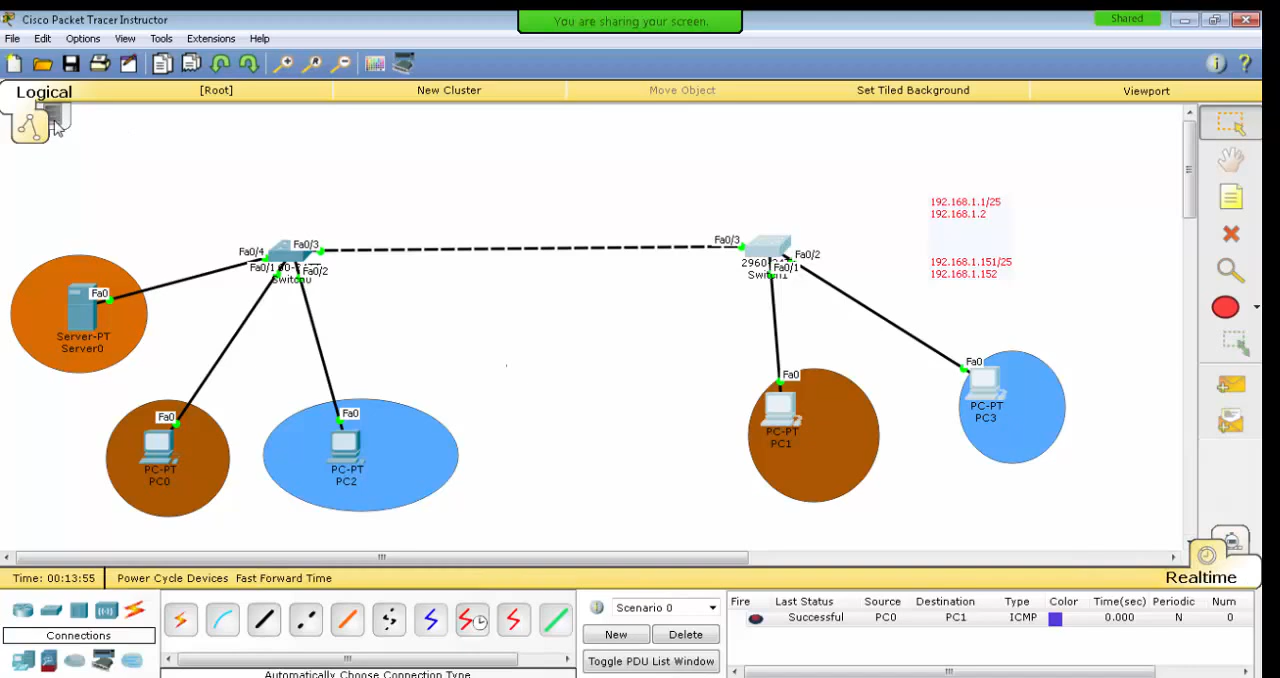 Cisco Packet Tracer Instructor
You are sharing your screen.
Shared
File Edit Options View Tools Extensions Help
Logical
[Root]
New Cluster
Move Object
Set Tiled Background
Viewport
192.168.1.1/25
192.168.1.2
192.168.1.151/25
192.168.1.152
Fa0/4
Fa0/3
Fa0/1
Fa0/2
Switch0
Fa0/3
Fa0/2
Fa0/1
Switch1
Fa0
Server-PT
Server0
Fa0
PC-PT
PC0
Fa0
PC-PT
PC2
Fa0
PC-PT
PC1
Fa0
PC-PT
PC3
Time: 00:13:55
Power Cycle Devices Fast Forward Time
Realtime
Connections
Automatically Choose Connection Type
Scenario 0
New
Delete
Toggle PDU List Window
Fire Last Status Source Destination Type Color Time(sec) Periodic Num
Successful PC0 PC1 ICMP 0.000 N 0